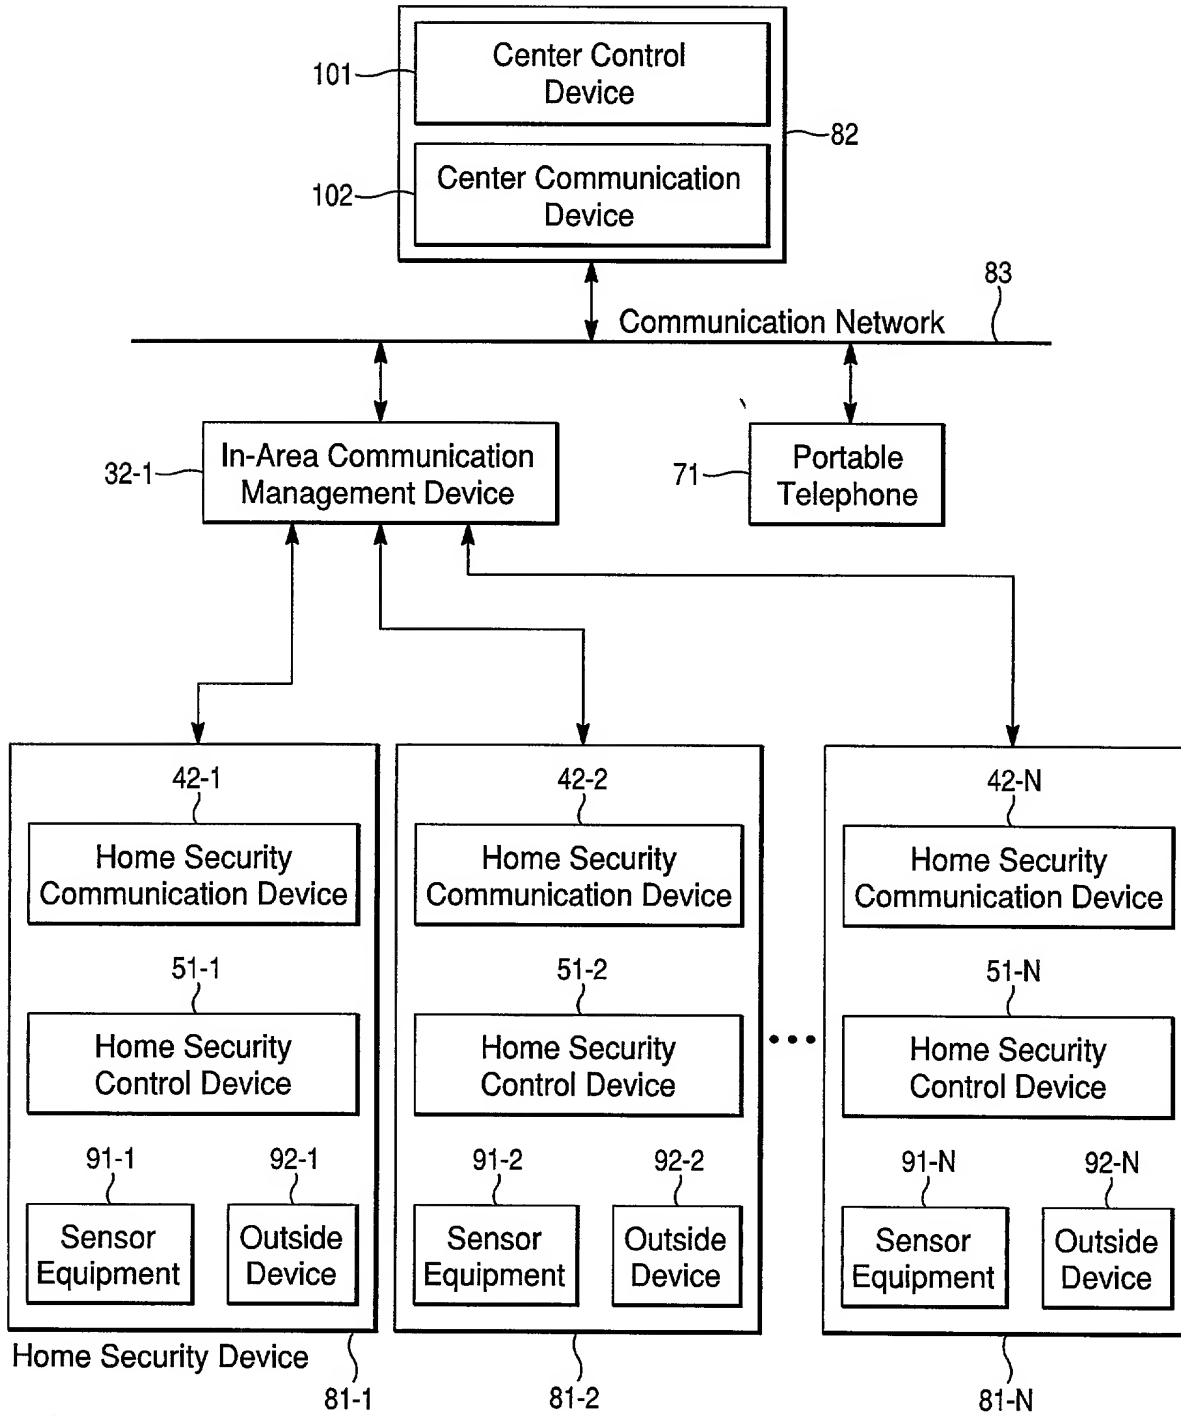 Center Control
Device
101
82
Center Communication
Device
102
83
Communication Network
In-Area Communication
Management Device
32-1
Portable
Telephone
71
42-1
42-2
42-N
Home Security
Communication Device
Home Security
Communication Device
Home Security
Communication Device
51-1
51-2
51-N
Home Security
Control Device
Home Security
Control Device
Home Security
Control Device
91-1
92-1
91-2
92-2
91-N
92-N
Sensor
Equipment
Outside
Device
Sensor
Equipment
Outside
Device
Sensor
Equipment
Outside
Device
Home Security Device
81-1
81-2
81-N